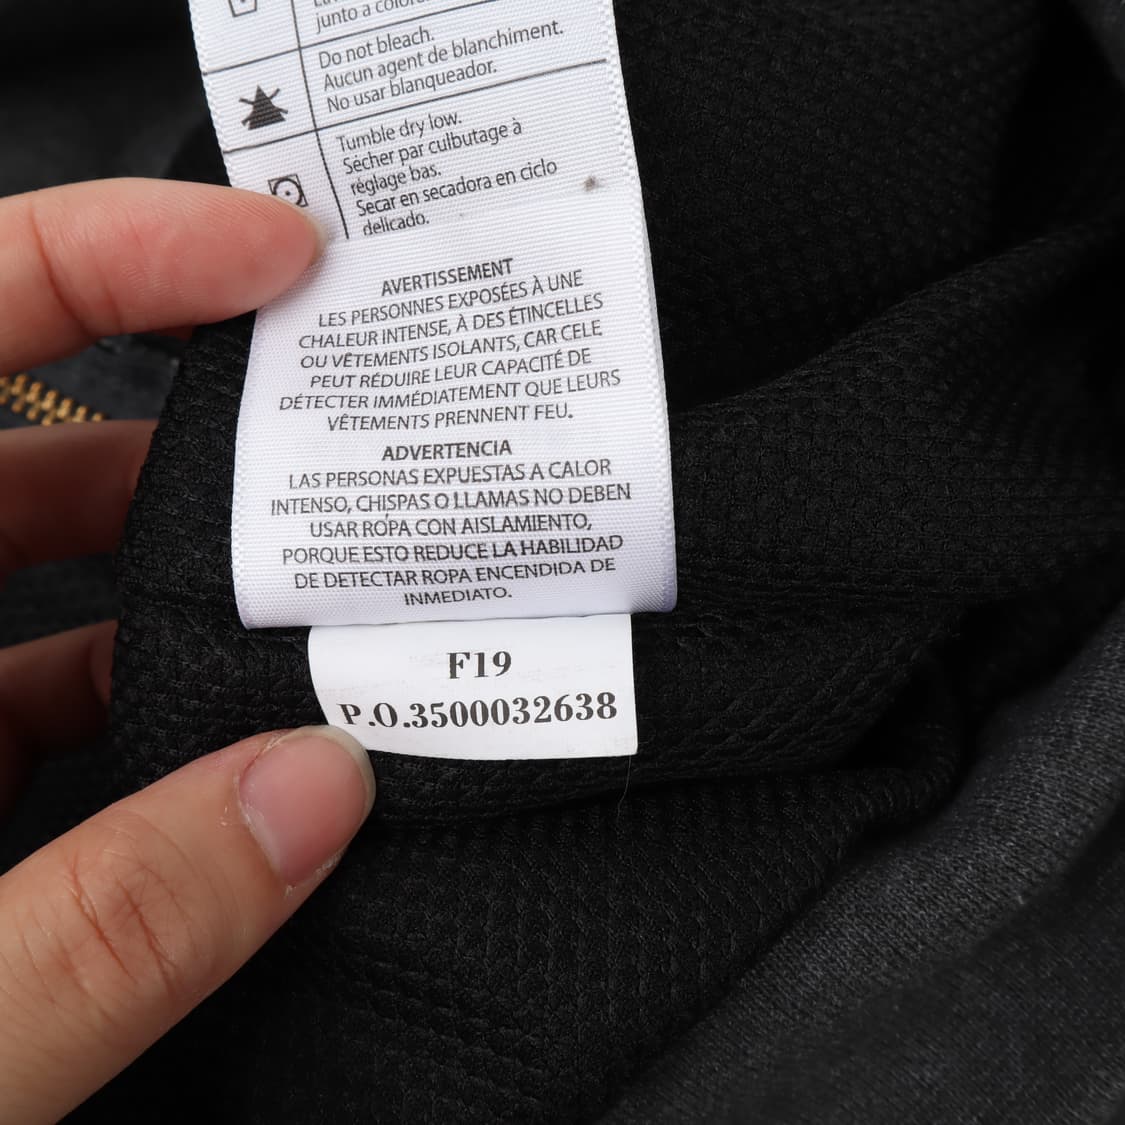 junto a
Do not bleach.
Aucun agent de blanchiment.
No usar blanqueador.
Tumble dry low.
Sécher par culbutage à
réglage bas.
Secar en secadora en ciclo
delicado.
AVERTISSEMENT
LES PERSONNES EXPOSÉES À UNE
CHALEUR INTENSE, À DES ÉTINCELLES
OU VÊTEMENTS ISOLANTS, CAR CELE
PEUT RÉDUIRE LEUR CAPACITÉ DE
DÉTECTER IMMÉDIATEMENT QUE LEURS
VÊTEMENTS PRENNENT FEU.
ADVERTENCIA
LAS PERSONAS EXPUESTAS A CALOR
INTENSO, CHISPAS O LLAMAS NO DEBEN
USAR ROPA CON AISLAMIENTO,
PORQUE ESTO REDUCE LA HABILIDAD
DE DETECTAR ROPA ENCENDIDA DE
INMEDIATO.
F19
P.O.3500032638